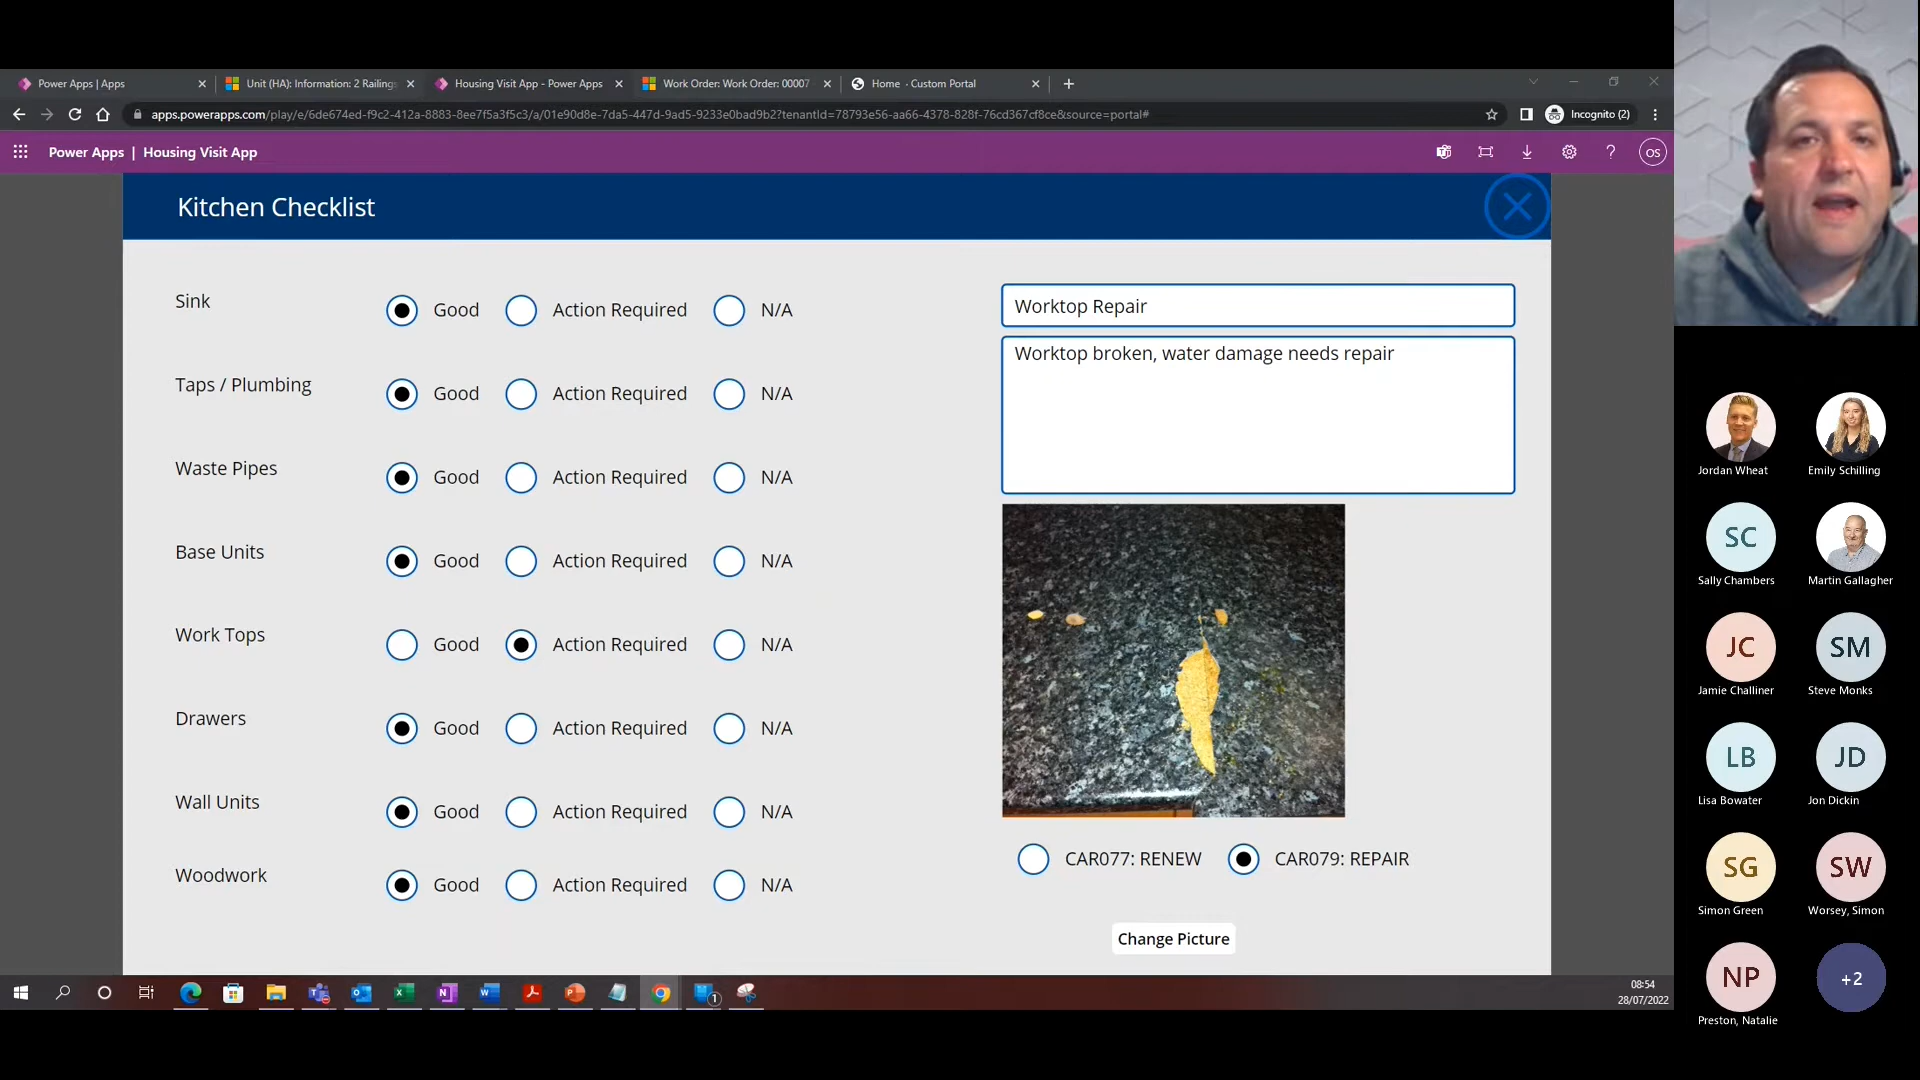 Power Apps | Apps
Unit (HA): Information: 2 Railings
Housing Visit App - Power Apps
Work Order: Work Order: 00007
Home · Custom Portal
apps.powerapps.com/play/e/6de674ed-f9c2-412a-8883-8ee7f5a3f5c3/a/01e90d8e-7da5-447d-9ad5-9233e0bad9b2?tenantId=78793e56-aa66-4378-828f-76cd367cf8ce&source=portal#
Incognito (2)
Power Apps | Housing Visit App
OS
Kitchen Checklist
Sink Good Action Required N/A
Taps / Plumbing Good Action Required N/A
Waste Pipes Good Action Required N/A
Base Units Good Action Required N/A
Work Tops Good Action Required N/A
Drawers Good Action Required N/A
Wall Units Good Action Required N/A
Woodwork Good Action Required N/A
Worktop Repair
Worktop broken, water damage needs repair
CAR077: RENEW CAR079: REPAIR
Change Picture
08:54
28/07/2022
Jordan Wheat
Emily Schilling
SC
Sally Chambers
Martin Gallagher
JC
Jamie Challiner
SM
Steve Monks
LB
Lisa Bowater
JD
Jon Dickin
SG
Simon Green
SW
Worsey, Simon
NP
Preston, Natalie
+2